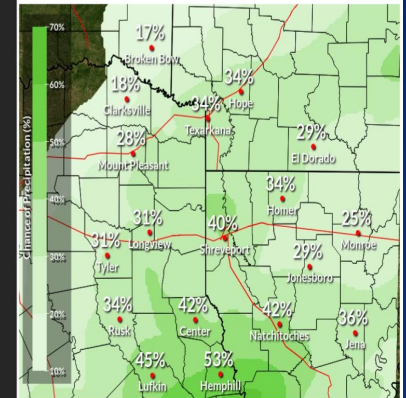 70%
60%
50%
40%
30%
20%
10%
Chance of Precipitation (%)
17%
Broken Bow
18%
Clarksville
34%
Hope
34%
Texarkana
28%
Mount Pleasant
29%
El Dorado
34%
Homer
31%
Longview
40%
Shreveport
25%
Monroe
31%
Tyler
29%
Jonesboro
34%
Rusk
42%
Center
42%
Natchitoches
36%
Jena
45%
Lufkin
53%
Hemphill